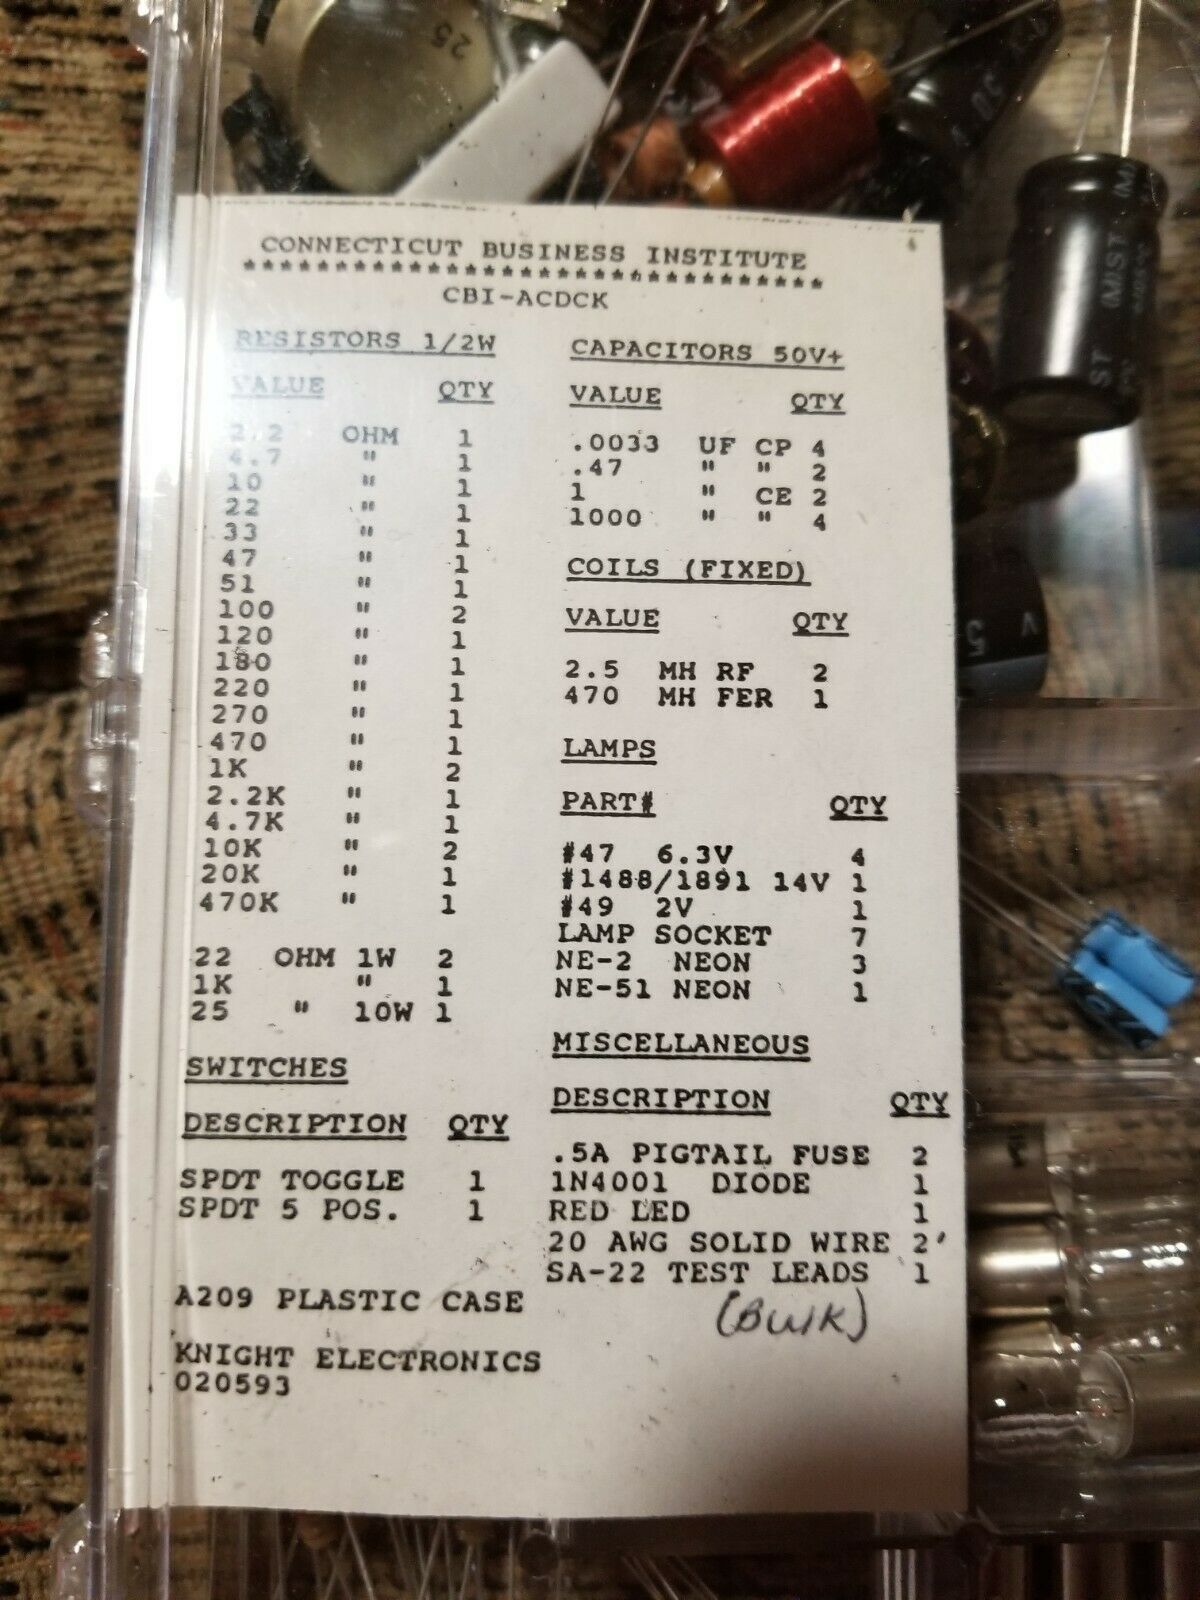 CONNECTICUT BUSINESS INSTITUTE
********************************
CBI-ACDCK
RESISTORS 1/2W
VALUE QTY
2.2 OHM 1
4.7 " 1
10 " 1
22 " 1
33 " 1
47 " 1
51 " 1
100 " 2
120 " 1
180 " 1
220 " 1
270 " 1
470 " 1
1K " 2
2.2K " 1
4.7K " 1
10K " 2
20K " 1
470K " 1
22 OHM 1W 2
1K " 1
25 " 10W 1
SWITCHES
DESCRIPTION QTY
SPDT TOGGLE 1
SPDT 5 POS. 1
A209 PLASTIC CASE
KNIGHT ELECTRONICS
020593
CAPACITORS 50V+
VALUE QTY
.0033 UF CP 4
.47 " " 2
1 " CE 2
1000 " " 4
COILS (FIXED)
VALUE QTY
2.5 MH RF 2
470 MH FER 1
LAMPS
PART# QTY
#47 6.3V 4
#1488/1891 14V 1
#49 2V 1
LAMP SOCKET 7
NE-2 NEON 3
NE-51 NEON 1
MISCELLANEOUS
DESCRIPTION QTY
.5A PIGTAIL FUSE 2
1N4001 DIODE 1
RED LED 1
20 AWG SOLID WIRE 2'
SA-22 TEST LEADS 1
(Bulk)
25
V 5
(M)